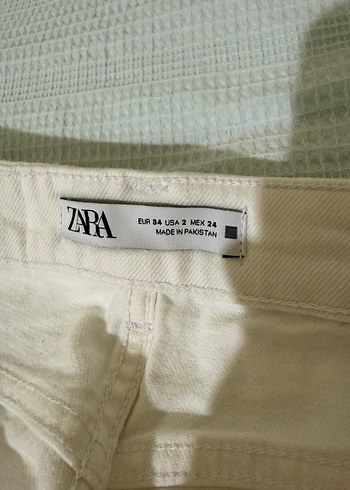 ZARA
EUR 34 USA 2 MEX 24
MADE IN PAKISTAN